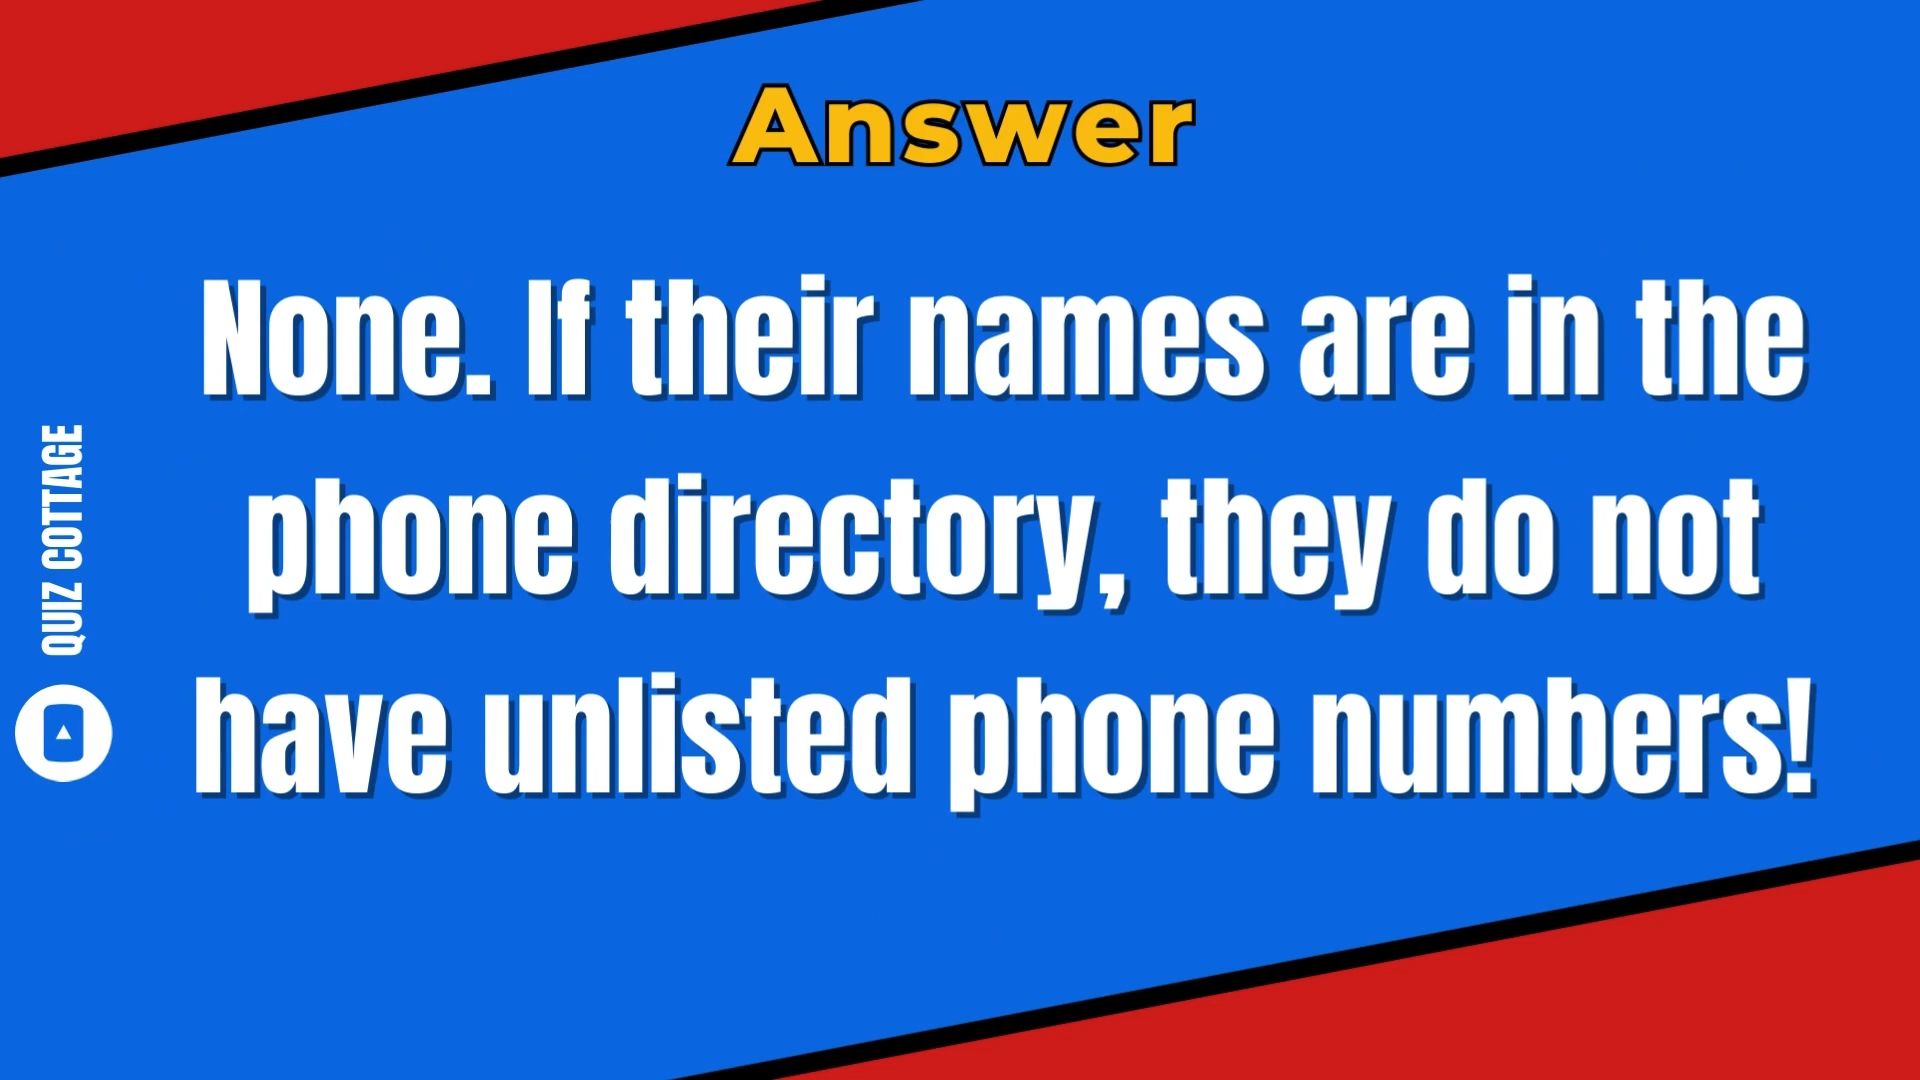 Answer
None. If their names are in the
phone directory, they do not
have unlisted phone numbers!
QUIZ COTTAGE